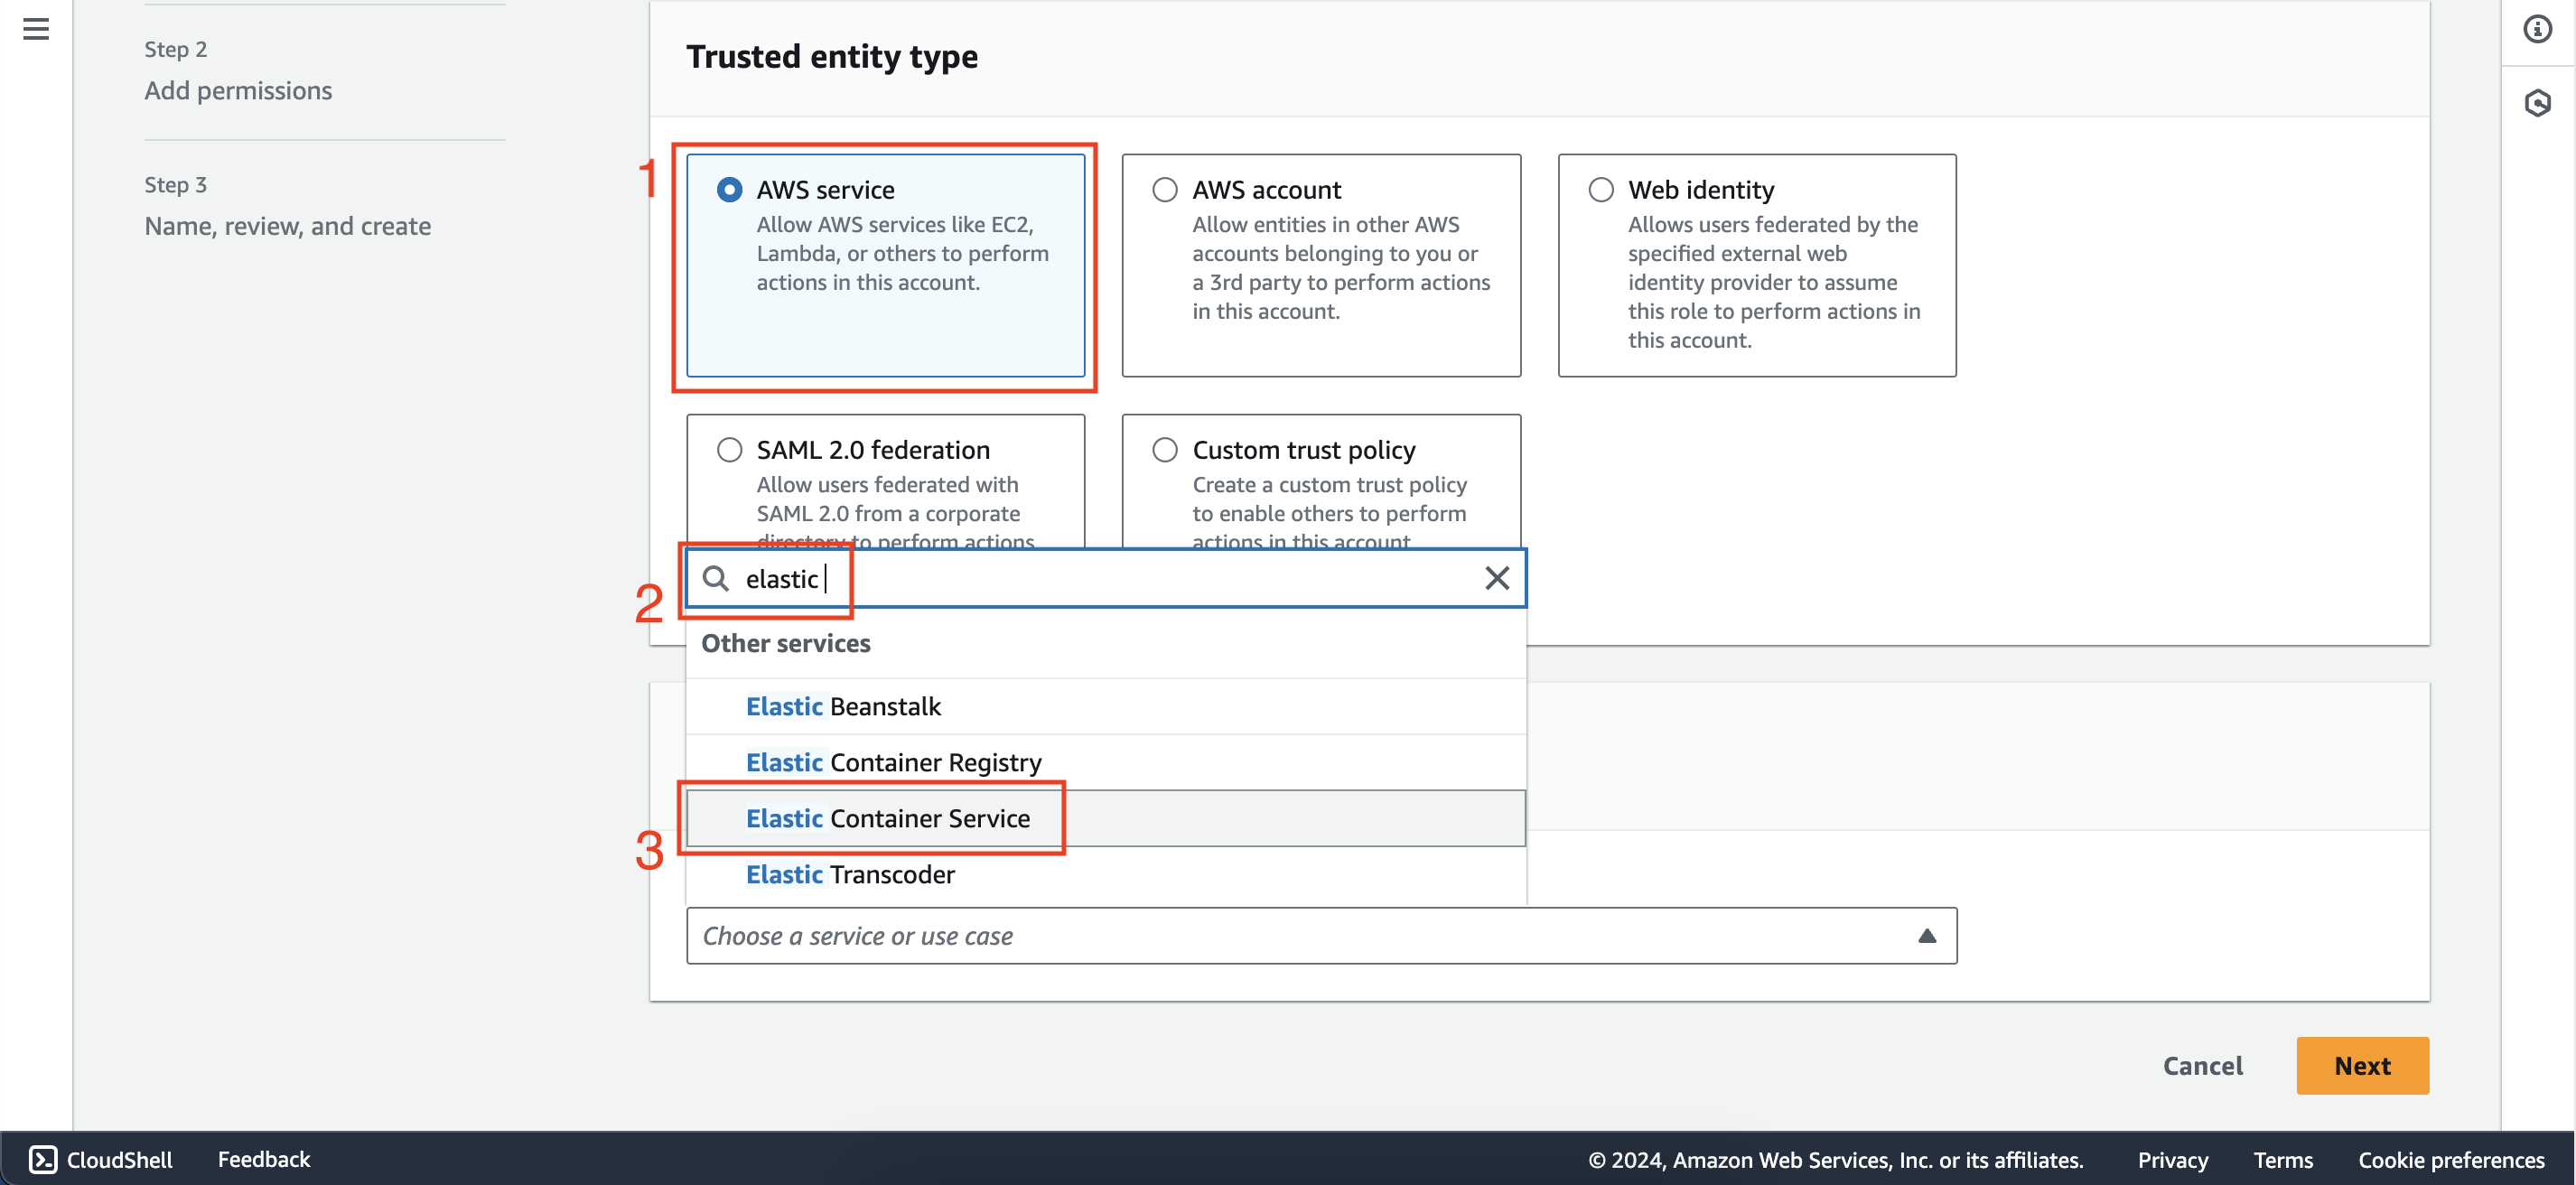 Step 2
Add permissions
Step 3
Name, review, and create
Trusted entity type
1
AWS service
Allow AWS services like EC2,
Lambda, or others to perform
actions in this account.
AWS account
Allow entities in other AWS
accounts belonging to you or
a 3rd party to perform actions
in this account.
Web identity
Allows users federated by the
specified external web
identity provider to assume
this role to perform actions in
this account.
SAML 2.0 federation
Allow users federated with
SAML 2.0 from a corporate
directory to perform actions
Custom trust policy
Create a custom trust policy
to enable others to perform
actions in this account
2
elastic
Other services
Elastic Beanstalk
Elastic Container Registry
3
Elastic Container Service
Elastic Transcoder
Choose a service or use case
Cancel
Next
CloudShell
Feedback
© 2024, Amazon Web Services, Inc. or its affiliates.
Privacy
Terms
Cookie preferences